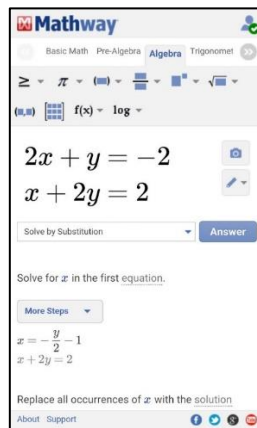 Mathway
Basic Math Pre-Algebra Algebra Trigonomet
≥ π (■) √■
(■,■) f(x) log
2x + y = −2
x + 2y = 2
Solve by Substitution Answer
Solve for x in the first equation.
More Steps
x = −y/2 − 1
x + 2y = 2
Replace all occurrences of x with the solution
About Support